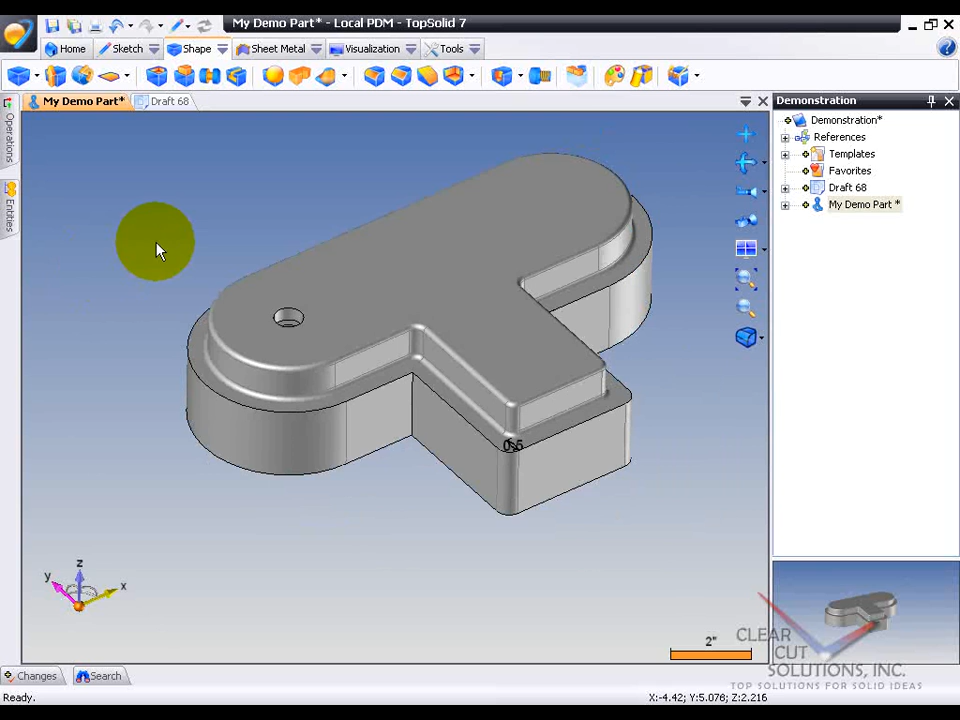 My Demo Part* - Local PDM - TopSolid 7
Home Sketch Shape Sheet Metal Visualization Tools
My Demo Part* Draft 68
Demonstration
Operations
Entities
Demonstration*
References
Templates
Favorites
Draft 68
My Demo Part *
0.5
z
y
x
2"
CLEAR
CUT
SOLUTIONS, INC.
TOP SOLUTIONS FOR SOLID IDEAS
Changes Search
Ready.
X:-4.42; Y:5.076; Z:2.216